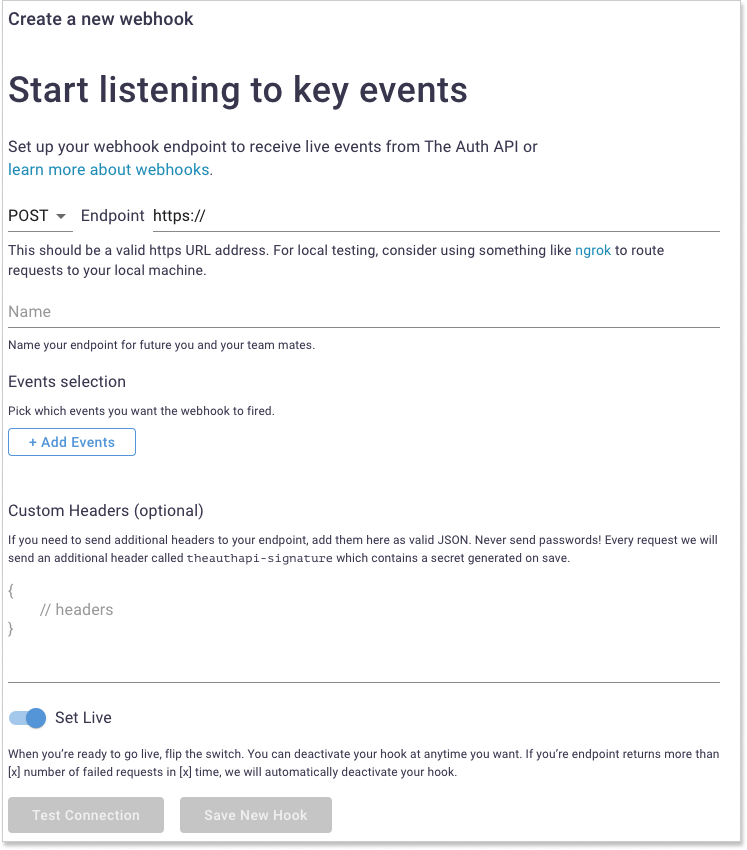 Create a new webhook
Start listening to key events
Set up your webhook endpoint to receive live events from The Auth API or
learn more about webhooks.
POST Endpoint https://
This should be a valid https URL address. For local testing, consider using something like ngrok to route
requests to your local machine.
Name
Name your endpoint for future you and your team mates.
Events selection
Pick which events you want the webhook to fired.
+ Add Events
Custom Headers (optional)
If you need to send additional headers to your endpoint, add them here as valid JSON. Never send passwords! Every request we will
send an additional header called theauthapi-signature which contains a secret generated on save.
{
// headers
}
Set Live
When you’re ready to go live, flip the switch. You can deactivate your hook at anytime you want. If you’re endpoint returns more than
[x] number of failed requests in [x] time, we will automatically deactivate your hook.
Test Connection Save New Hook